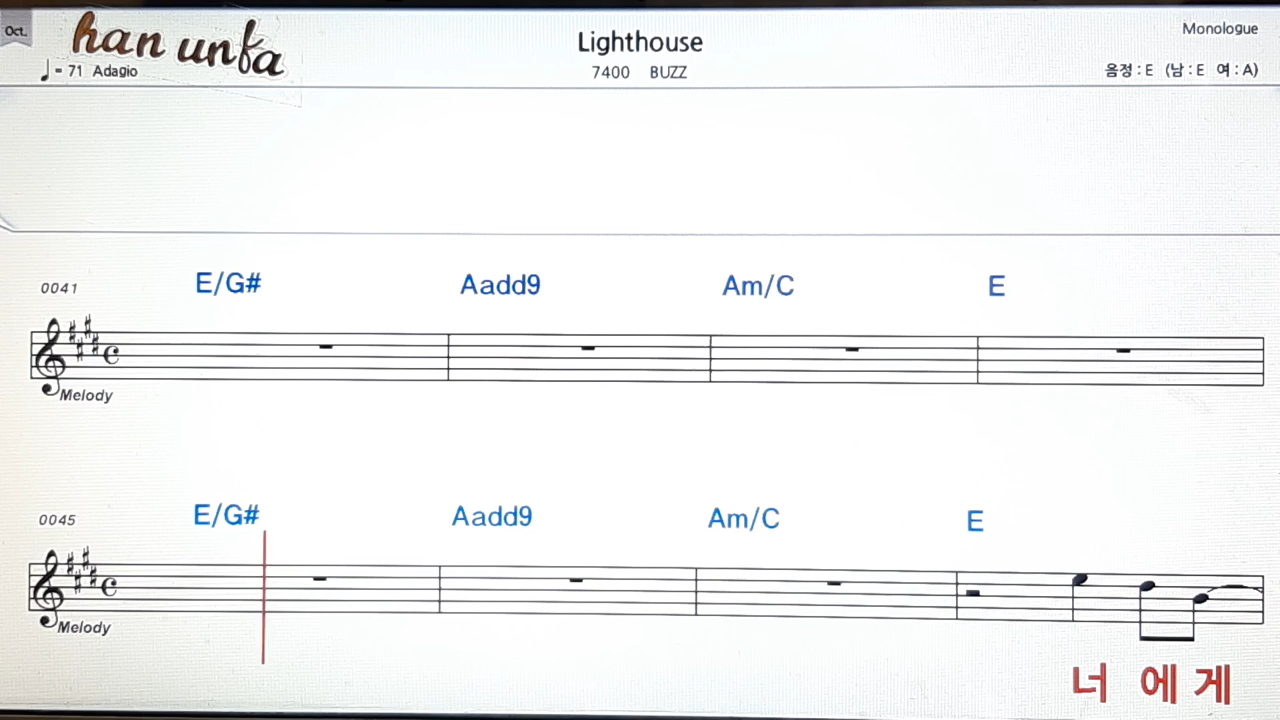 Oct.
han unfa
Lighthouse
Monologue
= 71 Adagio
7400 BUZZ
음정 : E (남 : E 여 : A)
0041
E/G# Aadd9 Am/C E
Melody
0045
E/G# Aadd9 Am/C E
Melody
너 에 게